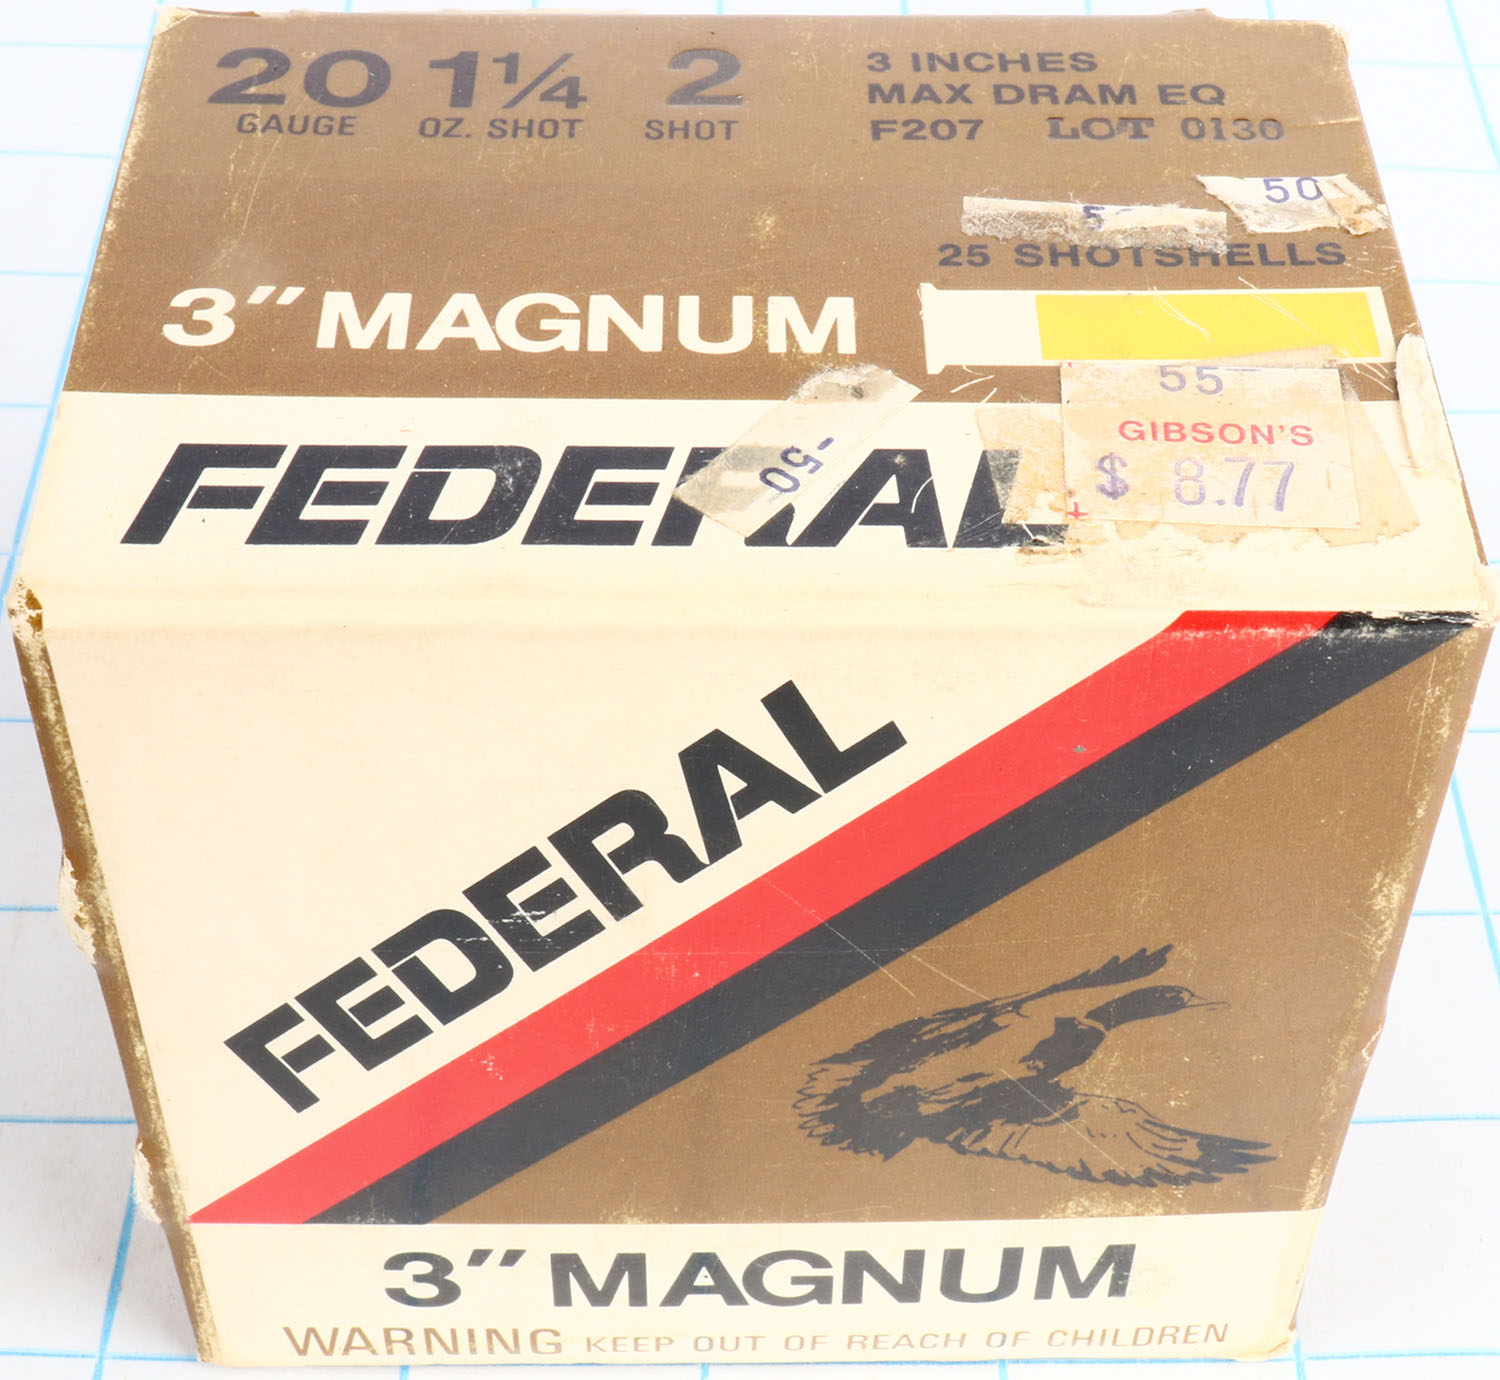 20 1¼ 2
GAUGE OZ. SHOT SHOT
3 INCHES
MAX DRAM EQ
F207 LOT 0130
50
25 SHOTSHELLS
3" MAGNUM
FEDERAL
-50
55
GIBSON'S
$ 8.77
FEDERAL
3" MAGNUM
WARNING KEEP OUT OF REACH OF CHILDREN